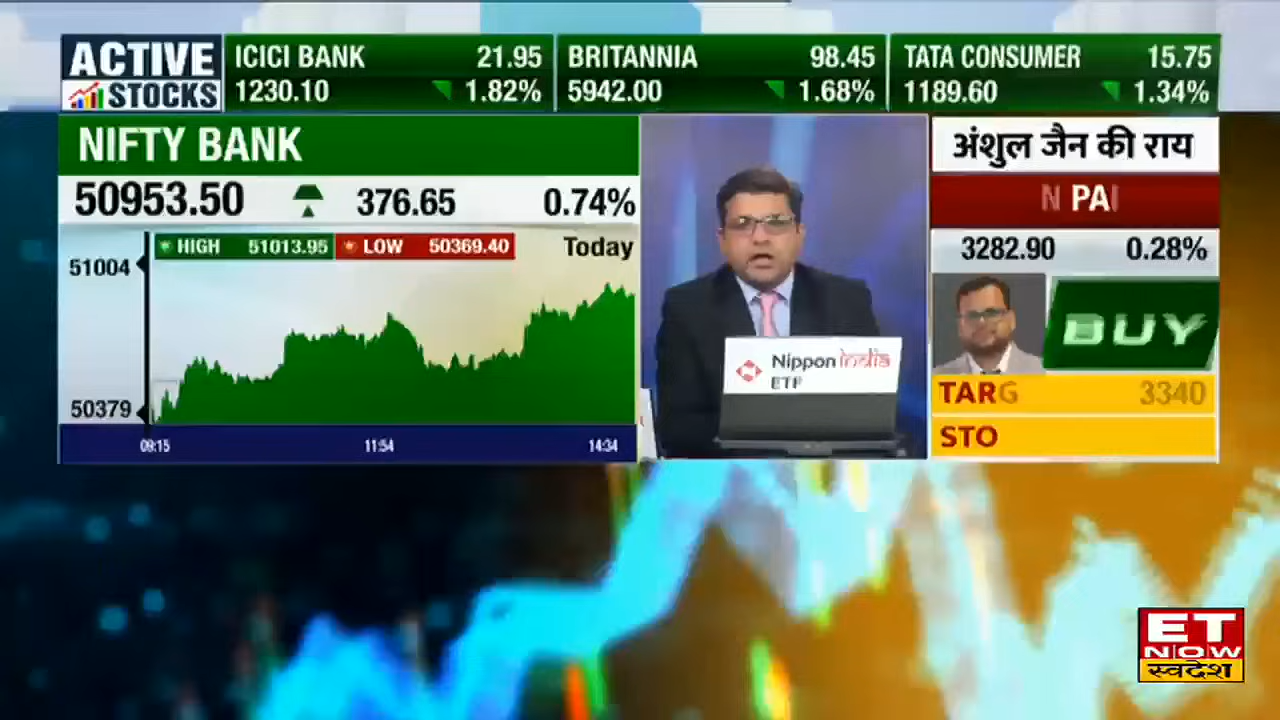 ACTIVE STOCKS
ICICI BANK 21.95
1230.10 1.82%
BRITANNIA 98.45
5942.00 1.68%
TATA CONSUMER 15.75
1189.60 1.34%
NIFTY BANK
50953.50 376.65 0.74%
HIGH 51013.95 LOW 50369.40 Today
51004
50379
09:15 11:54 14:34
Nippon india
ETF
अंशुल जैन की राय
N PAI
3282.90 0.28%
BUY
TARG 3340
STO
ET
NOW
स्वदेश